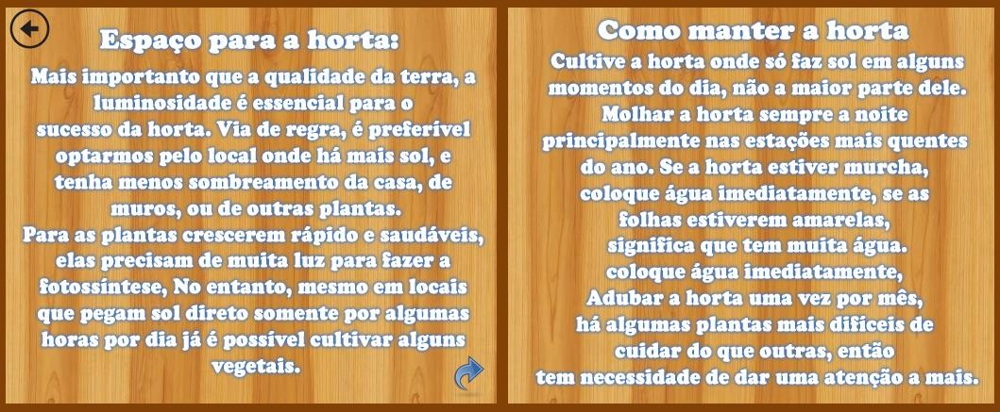 Espaço para a horta:
Mais importanto que a qualidade da terra, a
luminosidade é essencial para o
sucesso da horta. Via de regra, é preferível
optarmos pelo local onde há mais sol, e
tenha menos sombreamento da casa, de
muros, ou de outras plantas.
Para as plantas crescerem rápido e saudáveis,
elas precisam de muita luz para fazer a
fotossíntese, No entanto, mesmo em locais
que pegam sol direto somente por algumas
horas por dia já é possível cultivar alguns
vegetais.
Como manter a horta
Cultive a horta onde só faz sol em alguns
momentos do dia, não a maior parte dele.
Molhar a horta sempre a noite
principalmente nas estações mais quentes
do ano. Se a horta estiver murcha,
coloque água imediatamente, se as
folhas estiverem amarelas,
significa que tem muita água.
coloque água imediatamente,
Adubar a horta uma vez por mês,
há algumas plantas mais difíceis de
cuidar do que outras, então
tem necessidade de dar uma atenção a mais.